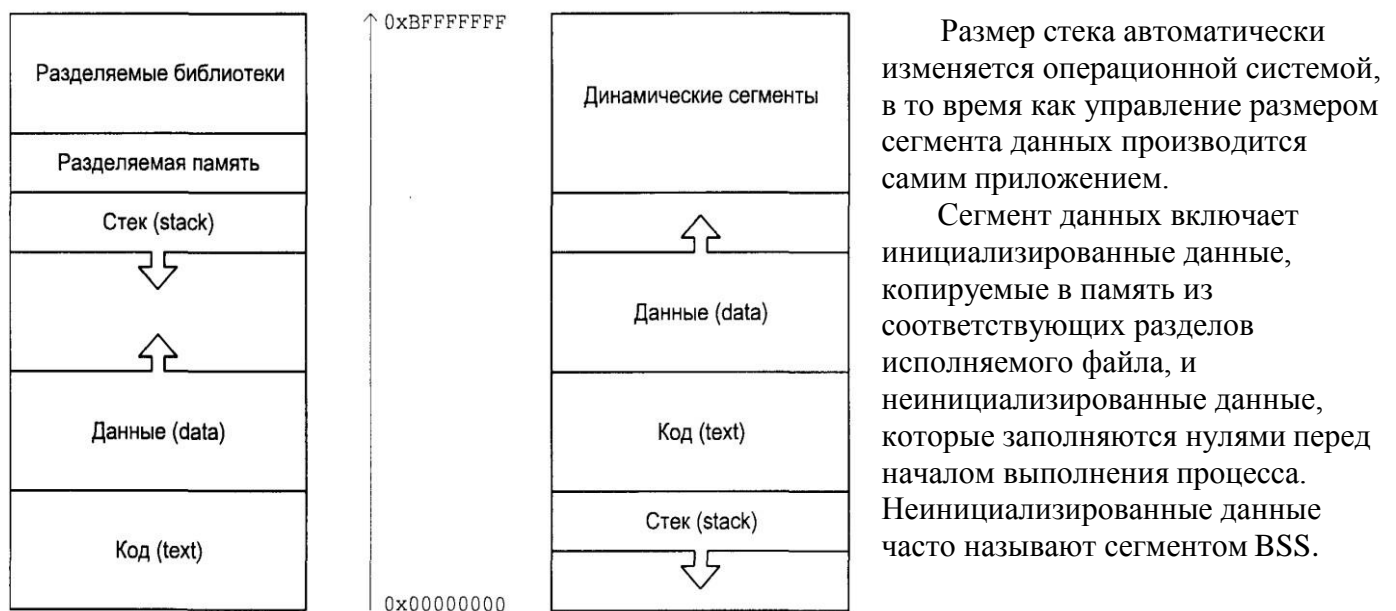 Разделяемые библиотеки
Разделяемая память
Стек (stack)
Данные (data)
Код (text)
0xBFFFFFFF
0x00000000
Динамические сегменты
Данные (data)
Код (text)
Стек (stack)
Размер стека автоматически
изменяется операционной системой,
в то время как управление размером
сегмента данных производится
самим приложением.
Сегмент данных включает
инициализированные данные,
копируемые в память из
соответствующих разделов
исполняемого файла, и
неинициализированные данные,
которые заполняются нулями перед
началом выполнения процесса.
Неинициализированные данные
часто называют сегментом BSS.